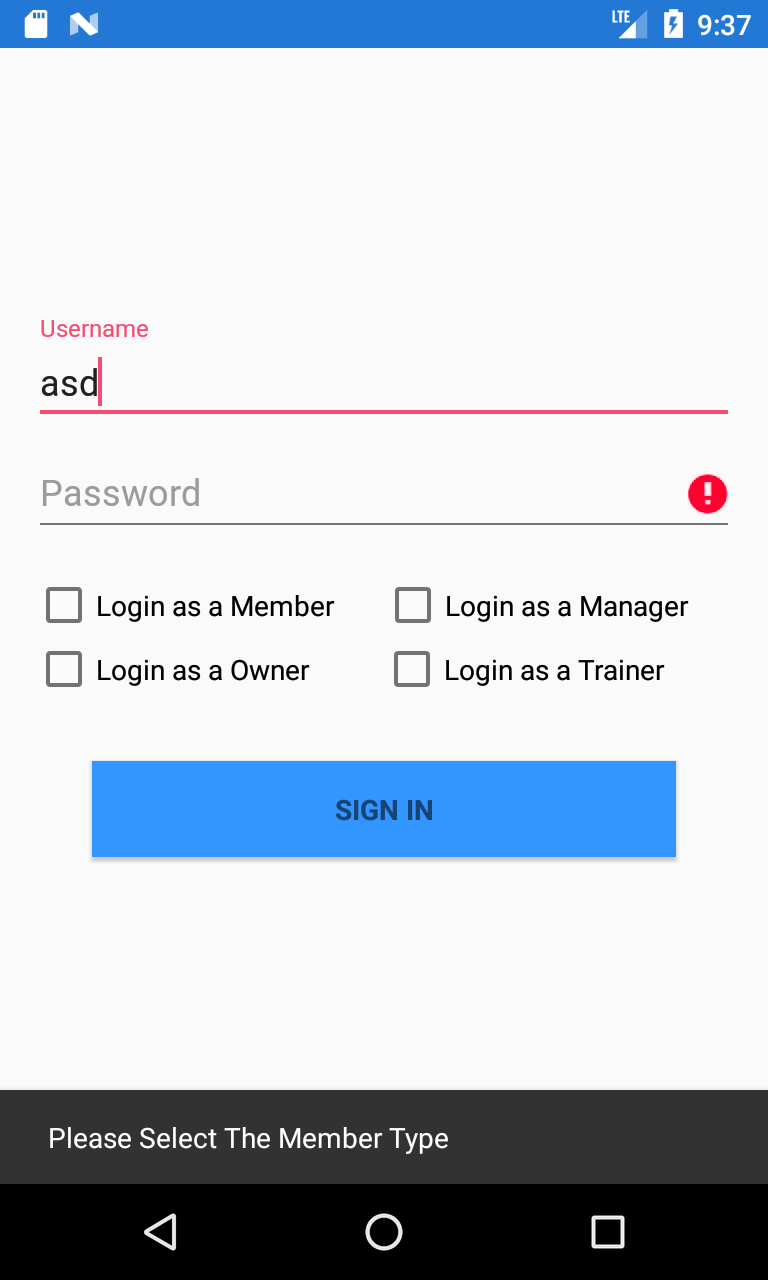 LTE 9:37
Username
asd
Password
Login as a Member
Login as a Manager
Login as a Owner
Login as a Trainer
SIGN IN
Please Select The Member Type